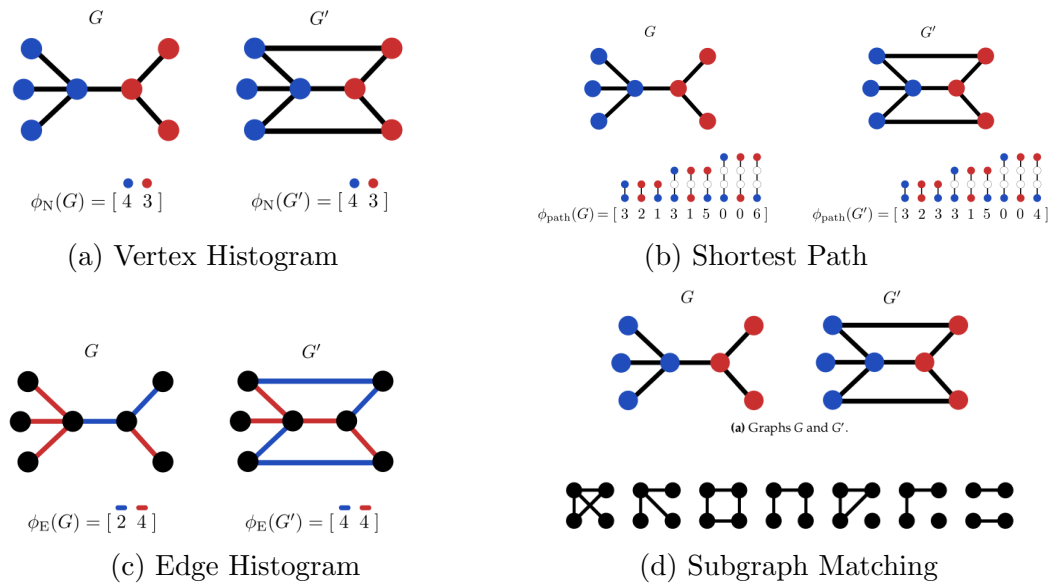 G G′
ϕN(G) = [ 4 3 ] ϕN(G′) = [ 4 3 ]
(a) Vertex Histogram
G G′
ϕpath(G) = [ 3 2 1 3 1 5 0 0 6 ] ϕpath(G′) = [ 3 2 3 3 1 5 0 0 4 ]
(b) Shortest Path
G G′
ϕE(G) = [ 2 4 ] ϕE(G′) = [ 4 4 ]
(c) Edge Histogram
G G′
(a) Graphs G and G′.
(d) Subgraph Matching